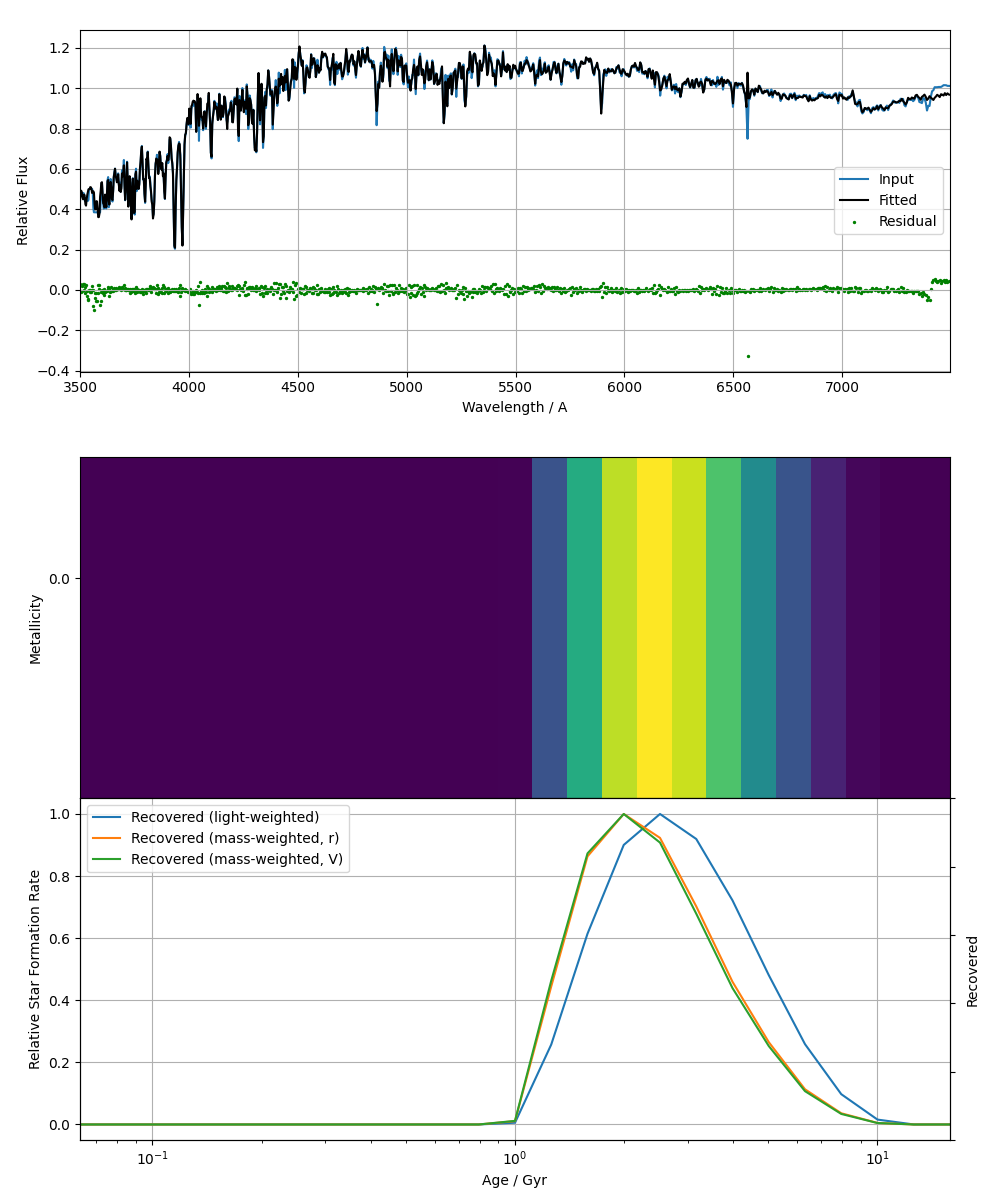 1.2
1.0
0.8
0.6
0.4
0.2
0.0
−0.2
−0.4
Relative Flux
Input
Fitted
Residual
3500 4000 4500 5000 5500 6000 6500 7000
Wavelength / A
0.0
Metallicity
1.0
0.8
0.6
0.4
0.2
0.0
Relative Star Formation Rate
Recovered (light-weighted)
Recovered (mass-weighted, r)
Recovered (mass-weighted, V)
Recovered
10⁻¹ 10⁰ 10¹
Age / Gyr